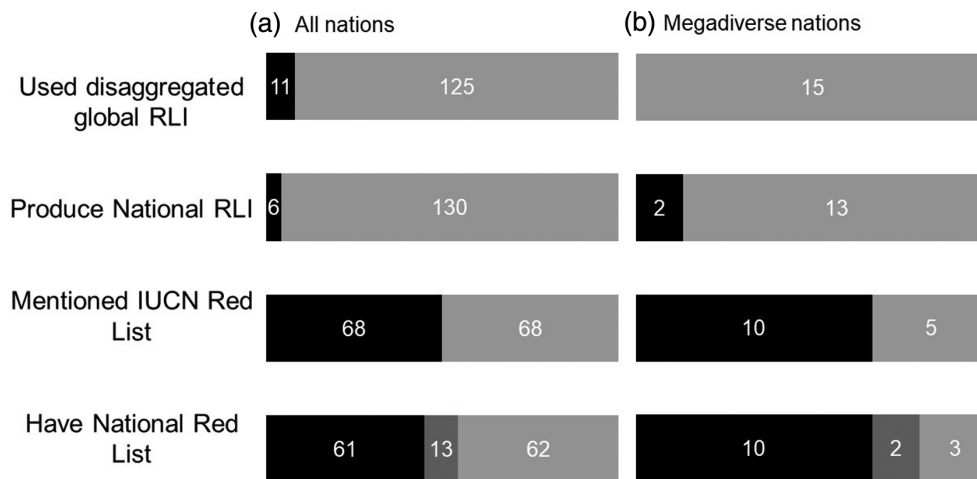 (a) All nations
(b) Megadiverse nations
Used disaggregated
global RLI
11 125
15
Produce National RLI
6 130
2 13
Mentioned IUCN Red
List
68 68
10 5
Have National Red
List
61 13 62
10 2 3